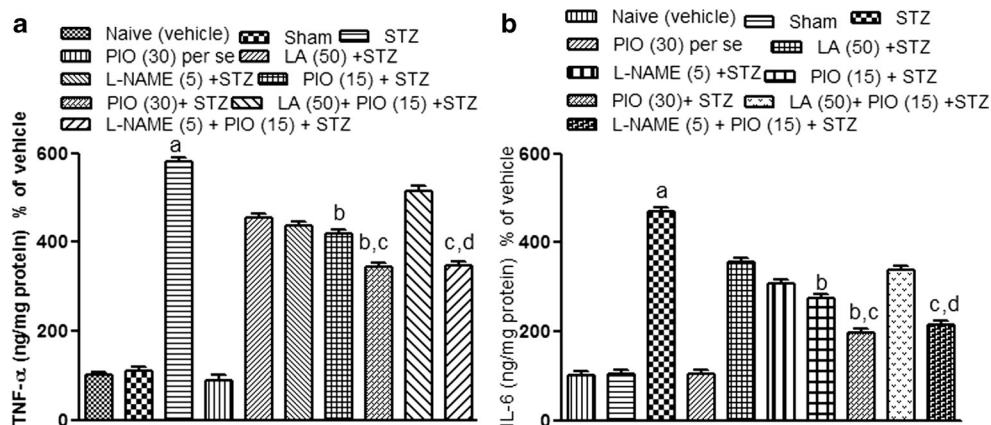 a
Naive (vehicle) Sham STZ
PIO (30) per se LA (50) +STZ
L-NAME (5) +STZ PIO (15) + STZ
PIO (30)+ STZ LA (50)+ PIO (15) +STZ
L-NAME (5) + PIO (15) + STZ
TNF-α (ng/mg protein) % of vehicle
600
400
200
0
a
b
b,c
c,d
b
Naive (vehicle) Sham STZ
PIO (30) per se LA (50) +STZ
L-NAME (5) +STZ PIO (15) + STZ
PIO (30)+ STZ LA (50)+ PIO (15) +STZ
L-NAME (5) + PIO (15) + STZ
IL-6 (ng/mg protein) % of vehicle
600
400
200
0
a
b
b,c
c,d